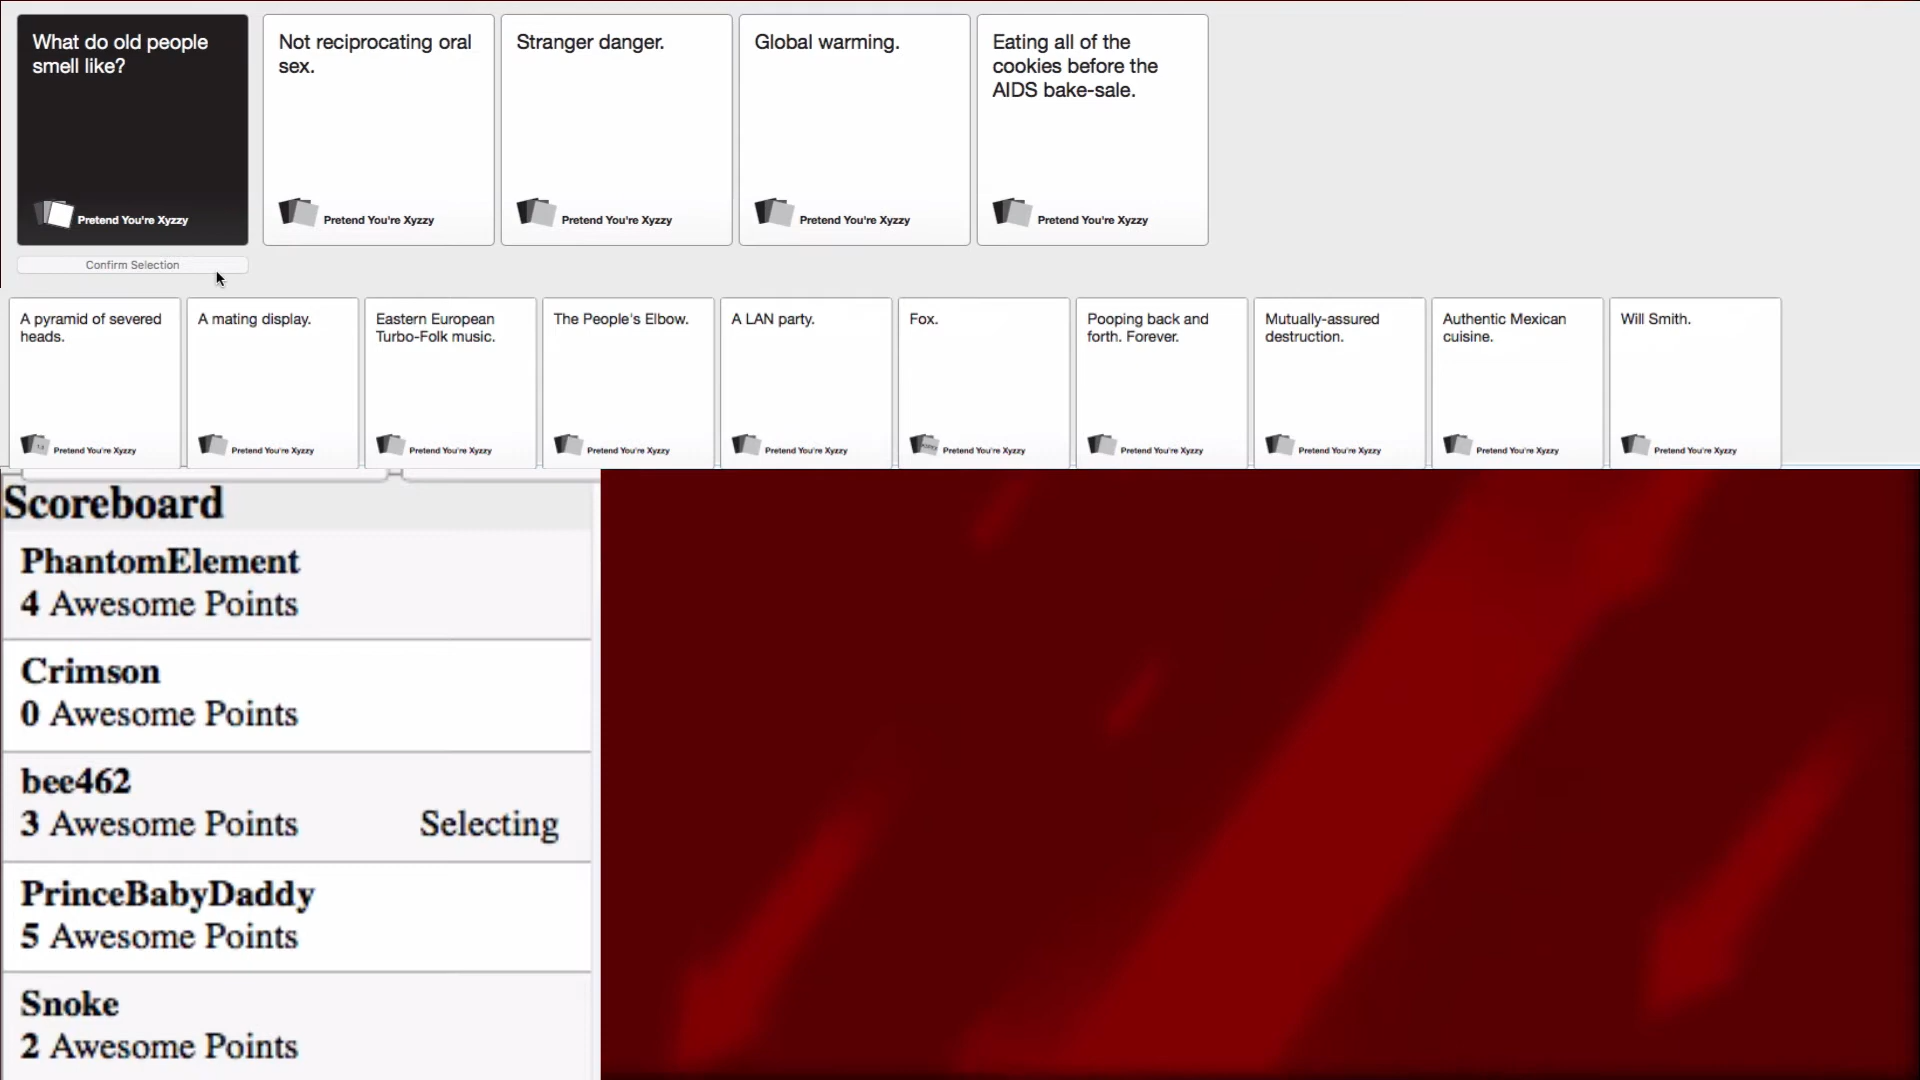 What do old people
smell like?
Pretend You're Xyzzy
Not reciprocating oral
sex.
Pretend You're Xyzzy
Stranger danger.
Pretend You're Xyzzy
Global warming.
Pretend You're Xyzzy
Eating all of the
cookies before the
AIDS bake-sale.
Pretend You're Xyzzy
Confirm Selection
A pyramid of severed
heads.
Pretend You're Xyzzy
A mating display.
Pretend You're Xyzzy
Eastern European
Turbo-Folk music.
Pretend You're Xyzzy
The People's Elbow.
Pretend You're Xyzzy
A LAN party.
Pretend You're Xyzzy
Fox.
Pretend You're Xyzzy
Pooping back and
forth. Forever.
Pretend You're Xyzzy
Mutually-assured
destruction.
Pretend You're Xyzzy
Authentic Mexican
cuisine.
Pretend You're Xyzzy
Will Smith.
Pretend You're Xyzzy
Scoreboard
PhantomElement
4 Awesome Points
Crimson
0 Awesome Points
bee462
3 Awesome Points Selecting
PrinceBabyDaddy
5 Awesome Points
Snoke
2 Awesome Points